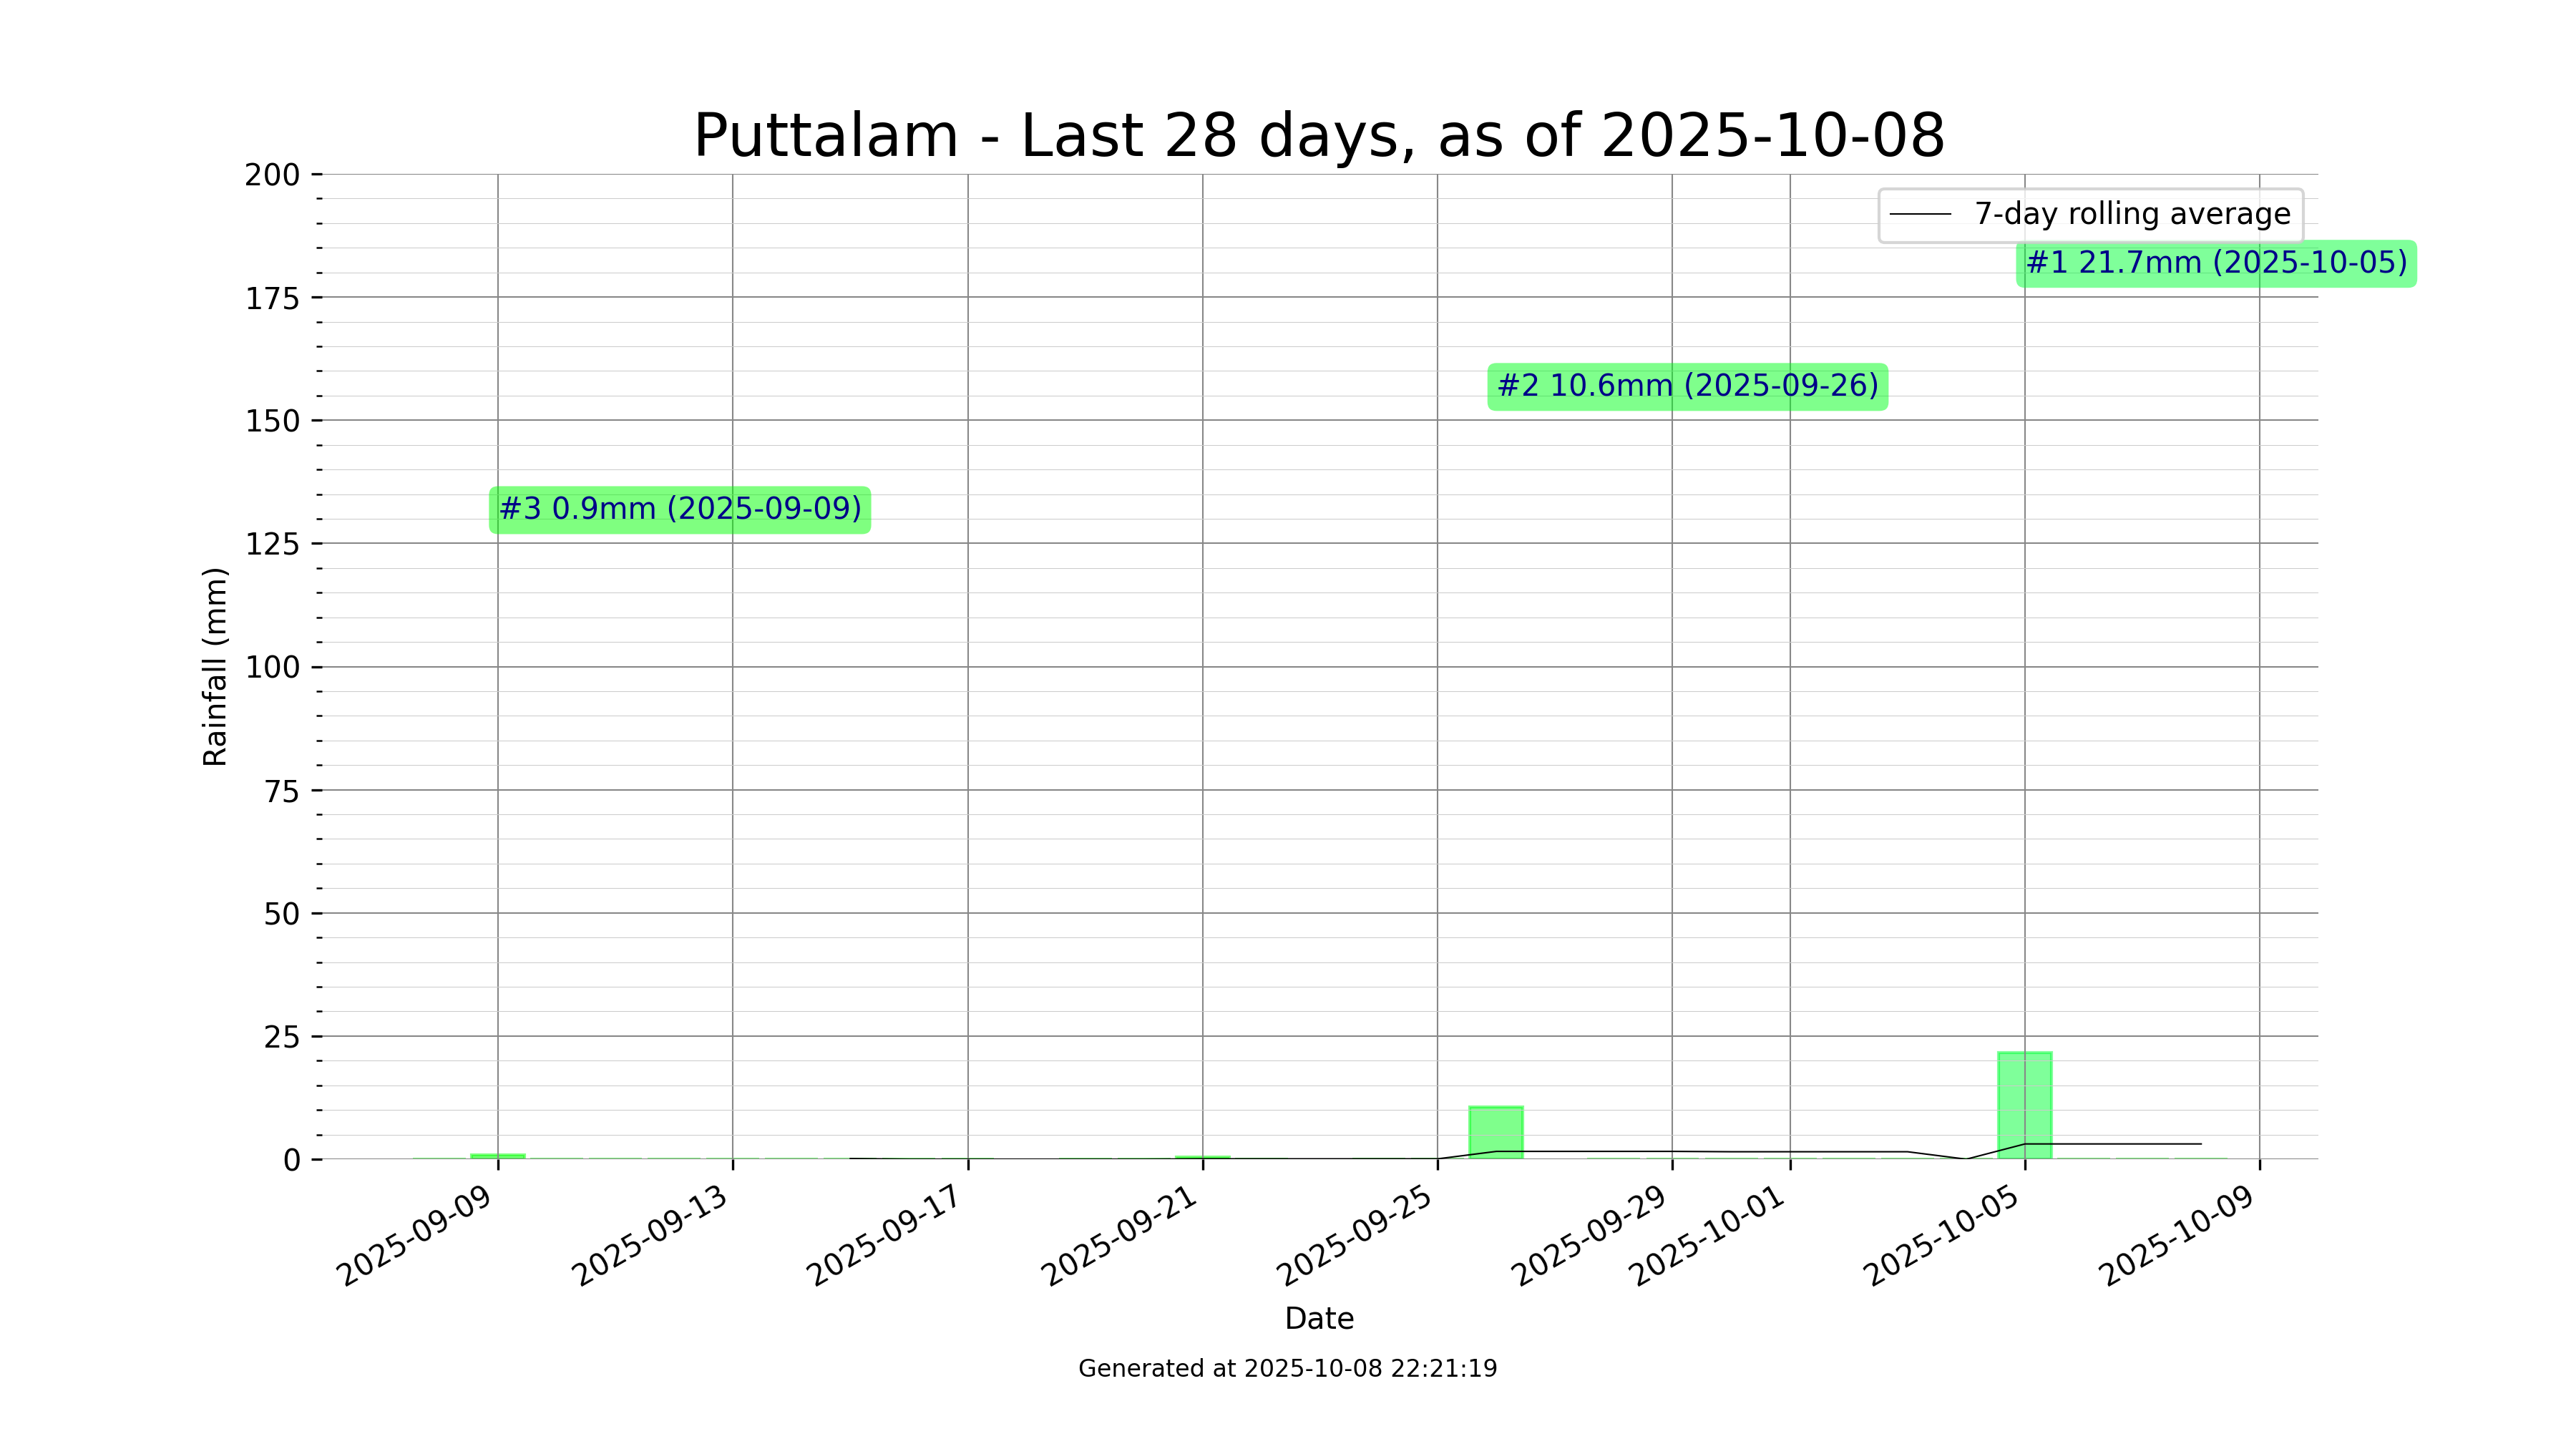 Puttalam - Last 28 days, as of 2025-10-08
200
175
150
125
100
75
50
25
0
Rainfall (mm)
7-day rolling average
#1 21.7mm (2025-10-05)
#2 10.6mm (2025-09-26)
#3 0.9mm (2025-09-09)
2025-09-09
2025-09-13
2025-09-17
2025-09-21
2025-09-25
2025-09-29
2025-10-01
2025-10-05
2025-10-09
Date
Generated at 2025-10-08 22:21:19